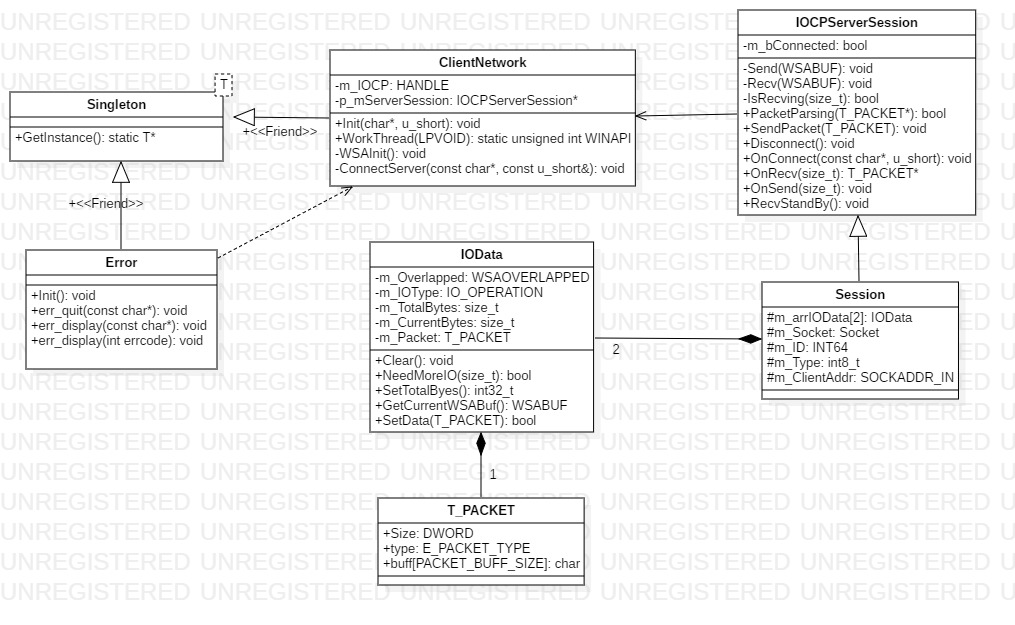 IOCPServerSession
-m_bConnected: bool
-Send(WSABUF): void
-Recv(WSABUF): void
-IsRecving(size_t): bool
+PacketParsing(T_PACKET*): bool
+SendPacket(T_PACKET): void
+Disconnect(): void
+OnConnect(const char*, u_short): void
+OnRecv(size_t): T_PACKET*
+OnSend(size_t): void
+RecvStandBy(): void
ClientNetwork
-m_IOCP: HANDLE
-p_mServerSession: IOCPServerSession*
+Init(char*, u_short): void
+WorkThread(LPVOID): static unsigned int WINAPI
-WSAInit(): void
-ConnectServer(const char*, const u_short&): void
T
Singleton
+GetInstance(): static T*
+<<Friend>>
+<<Friend>>
Error
+Init(): void
+err_quit(const char*): void
+err_display(const char*): void
+err_display(int errcode): void
IOData
-m_Overlapped: WSAOVERLAPPED
-m_IOType: IO_OPERATION
-m_TotalBytes: size_t
-m_CurrentBytes: size_t
-m_Packet: T_PACKET
+Clear(): void
+NeedMoreIO(size_t): bool
+SetTotalByes(): int32_t
+GetCurrentWSABuf(): WSABUF
+SetData(T_PACKET): bool
2
Session
#m_arrIOData[2]: IOData
#m_Socket: Socket
#m_ID: INT64
#m_Type: int8_t
#m_ClientAddr: SOCKADDR_IN
1
T_PACKET
+Size: DWORD
+type: E_PACKET_TYPE
+buff[PACKET_BUFF_SIZE]: char
UNREGISTERED